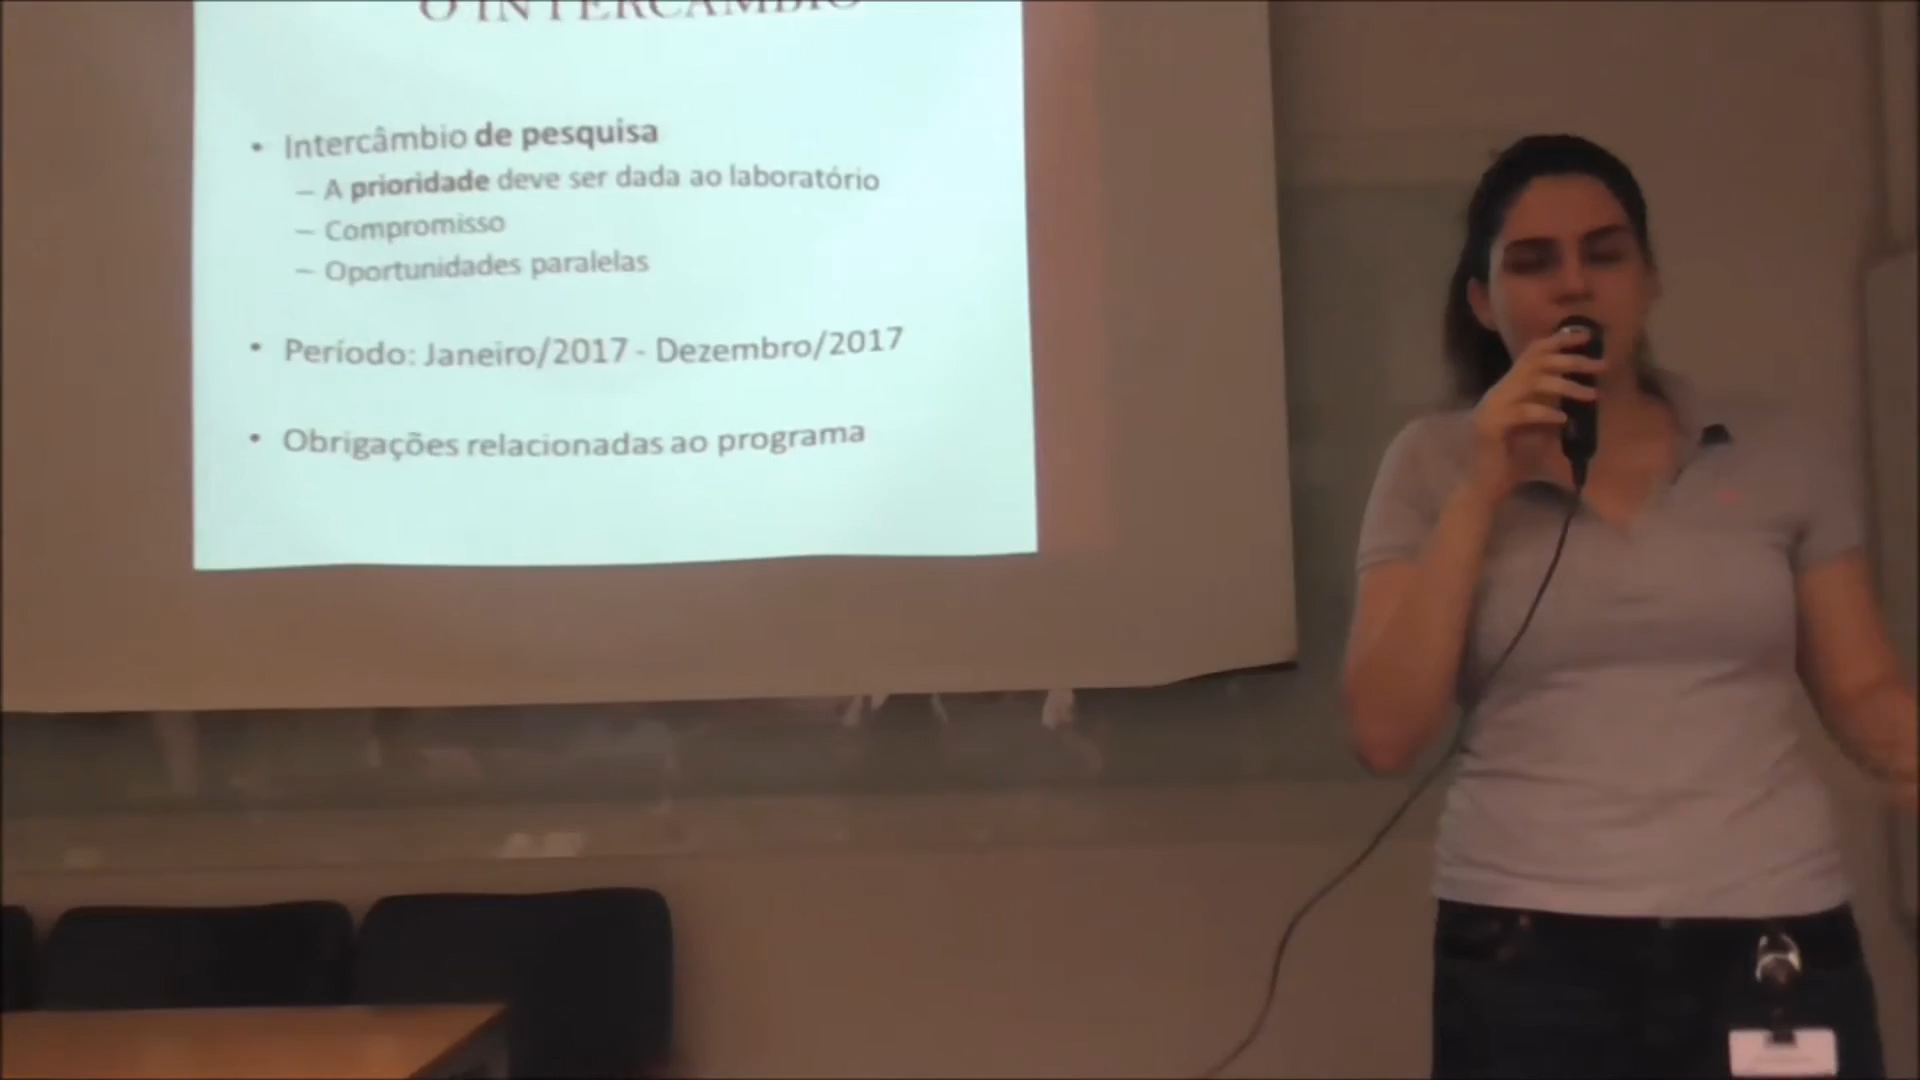 O INTERCÂMBIO
• Intercâmbio de pesquisa
– A prioridade deve ser dada ao laboratório
– Compromisso
– Oportunidades paralelas
• Período: Janeiro/2017 - Dezembro/2017
• Obrigações relacionadas ao programa